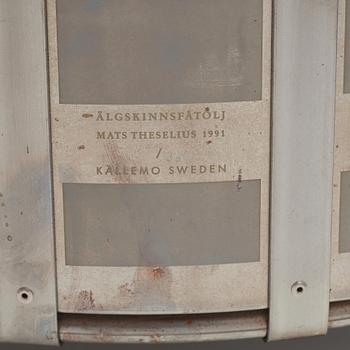 ÄLGSKINNSFÅTÖLJ
MATS THESELIUS 1991
/
KÄLLEMO SWEDEN